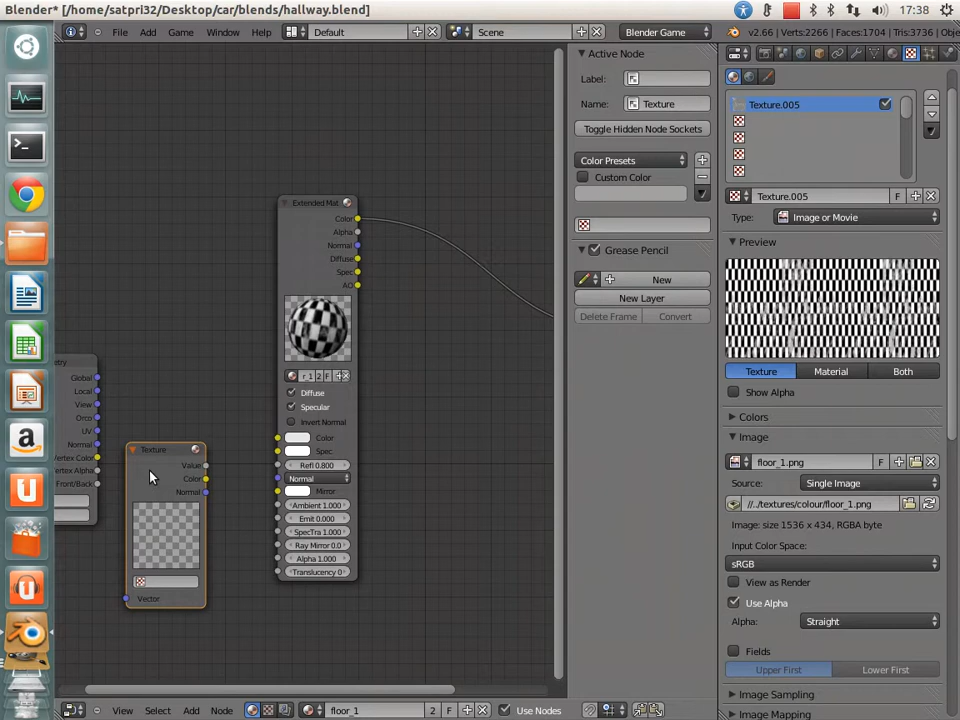 Blender* [/home/satpri32/Desktop/car/blends/hallway.blend]
17:38
File Add Game Window Help
Default
Scene
Blender Game
v2.66 | Verts:2266 | Faces:1704 | Tris:3736 | Ob
Active Node
Label:
Name: Texture
Toggle Hidden Node Sockets
Color Presets
Custom Color
Grease Pencil
New
New Layer
Delete Frame Convert
Texture.005
Texture.005 F
Type: Image or Movie
Preview
Texture Material Both
Show Alpha
Colors
Image
floor_1.png F
Source: Single Image
//../textures/colour/floor_1.png
Image: size 1536 x 434, RGBA byte
Input Color Space:
sRGB
View as Render
Use Alpha
Alpha: Straight
Fields
Upper First Lower First
Image Sampling
Image Mapping
Extended Mat
Color
Alpha
Normal
Diffuse
Spec
AO
r 1 2 F
Diffuse
Specular
Invert Normal
Color
Spec
Refl 0.800
Normal
Mirror
Ambient 1.000
Emit 0.000
SpecTra 1.000
Ray Mirror 0.0
Alpha 1.000
Translucency 0
etry
Global
Local
View
Orco
UV
Normal
Vertex Color
ertex Alpha
Front/Back
Texture
Value
Color
Normal
Vector
View Select Add Node
floor_1 2 F
Use Nodes